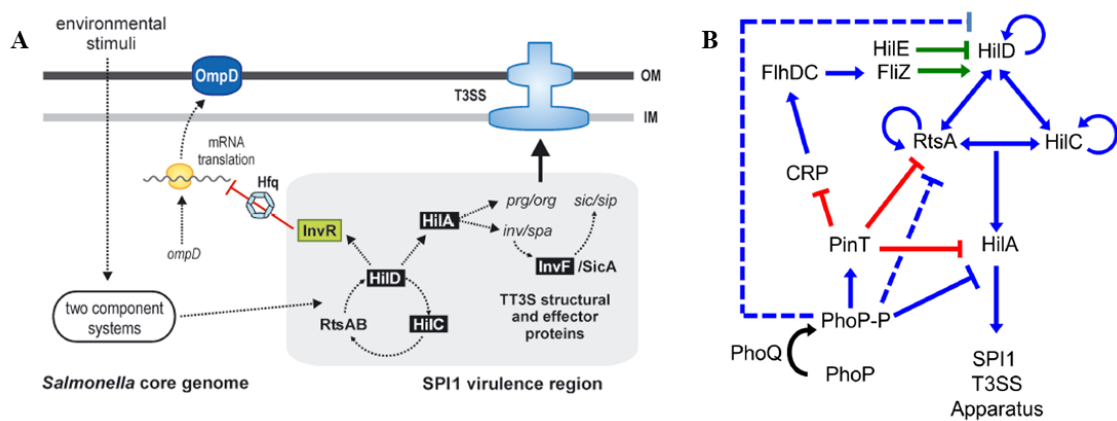 A
environmental
stimuli
OmpD
OM
T3SS
IM
mRNA
translation
Hfq
ompD
InvR
HilA
prg/org
sic/sip
inv/spa
InvF/SicA
HilD
RtsAB
HilC
TT3S structural
and effector
proteins
two component
systems
Salmonella core genome
SPI1 virulence region
B
HilE
HilD
FlhDC
FliZ
RtsA
HilC
CRP
PinT
HilA
PhoP-P
PhoQ
PhoP
SPI1
T3SS
Apparatus